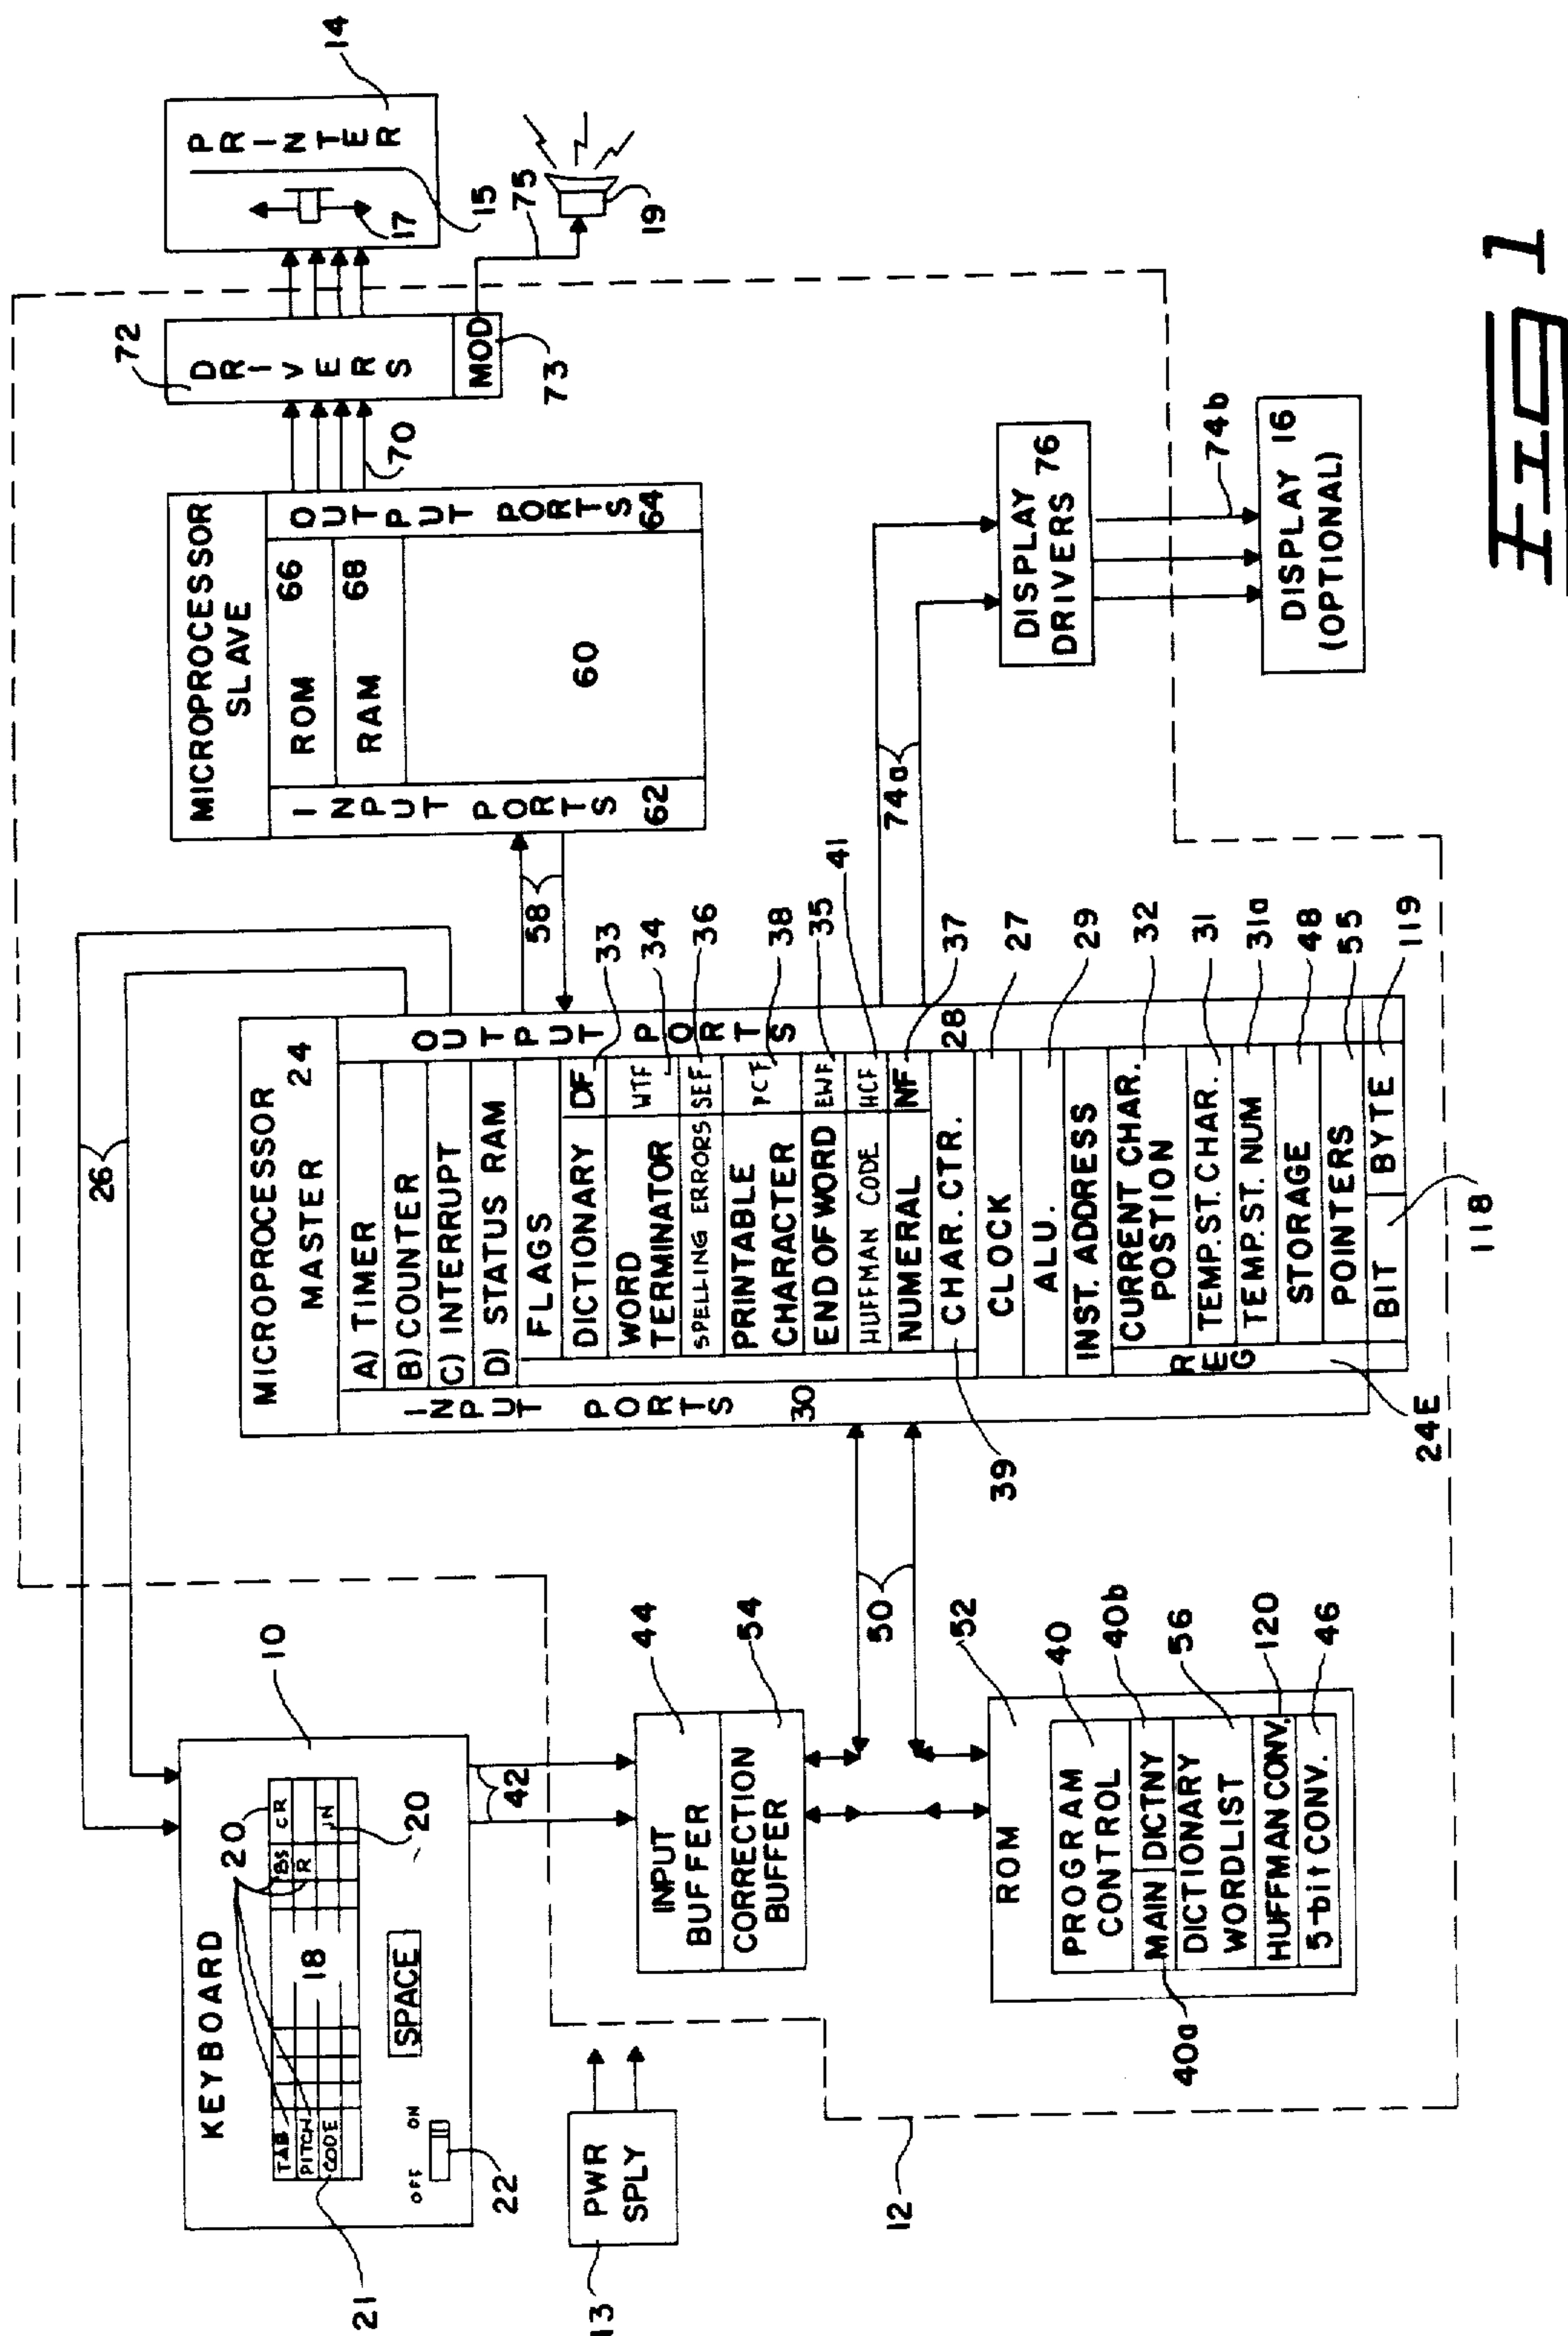 KEYBOARD
10
TAB
PITCH
CODE
18
20
BS
CR
R
IN
20
21
SPACE
OFF ON
22
PWR
SPLY
13
12
42
26
INPUT
BUFFER
44
CORRECTION
BUFFER
54
50
ROM
52
PROGRAM
CONTROL
40
MAIN DICTNY
40a
40b
DICTIONARY
WORDLIST
56
HUFFMAN CONV.
120
5-bit CONV.
46
MICROPROCESSOR
MASTER 24
INPUT PORTS
30
OUTPUT PORTS
28
A) TIMER
B) COUNTER
C) INTERRUPT
D) STATUS RAM
FLAGS
DICTIONARY DF
33
WORD
TERMINATOR
WTF
34
SPELLING ERRORS SEF
36
PRINTABLE
CHARACTER
PCF
38
END OF WORD EWF
35
HUFFMAN CODE HCF
41
NUMERAL NF
37
CHAR. CTR.
39
CLOCK
27
ALU.
29
INST. ADDRESS
CURRENT CHAR.
POSTION
32
REG
TEMP. ST. CHAR.
31
TEMP. ST. NUM
31a
STORAGE
48
POINTERS
55
BIT BYTE
118
119
24E
58
MICROPROCESSOR
SLAVE
INPUT PORTS
62
ROM 66
RAM 68
60
OUTPUT PORTS
64
70
DRIVERS
72
MOD
73
PRINTER
14
15
17
75
19
74a
DISPLAY
DRIVERS 76
74b
DISPLAY 16
(OPTIONAL)
FIG 1